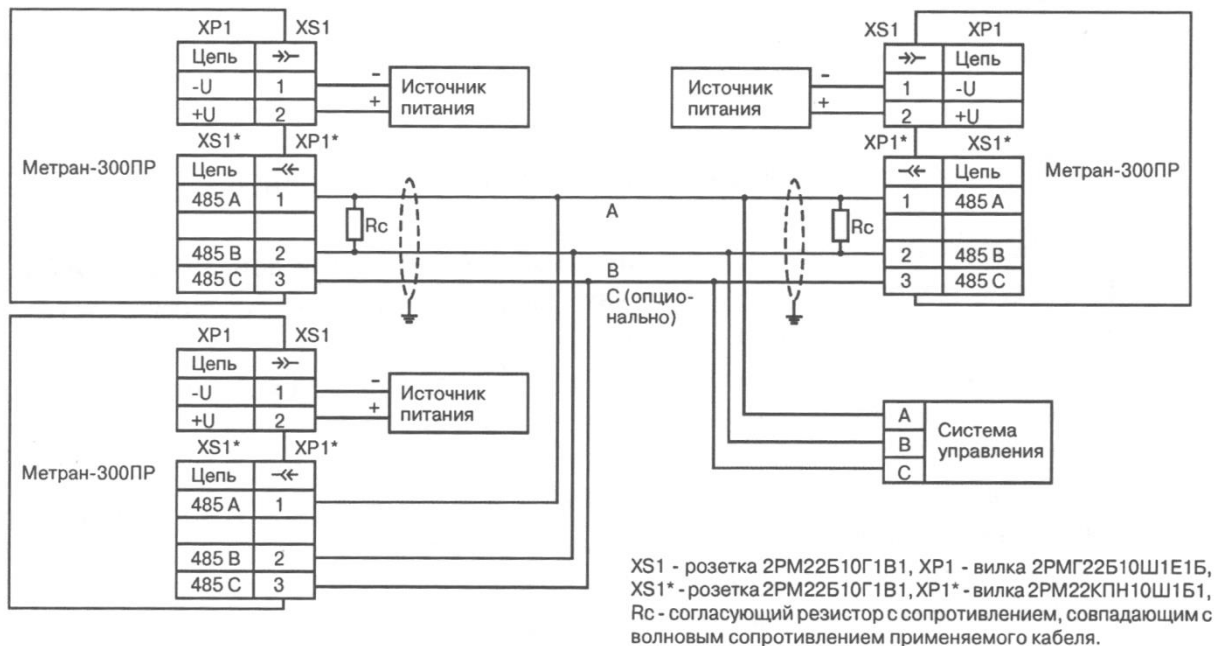 XP1 XS1
Цепь
-U 1
+U 2
XS1* XP1*
Метран-300ПР
Цепь
485 A 1
485 B 2
485 C 3
- Источник
+ питания
XS1 XP1
Цепь
1 -U
2 +U
XP1* XS1*
Цепь
1 485 A
2 485 B
3 485 C
Метран-300ПР
Источник -
питания +
Rc
A
B
C (опцио-
нально)
Rc
XP1 XS1
Цепь
-U 1
+U 2
XS1* XP1*
Метран-300ПР
Цепь
485 A 1
485 B 2
485 C 3
- Источник
+ питания
A
B
C
Система
управления
XS1 - розетка 2РМ22Б10Г1В1, XP1 - вилка 2РМГ22Б10Ш1Е1Б,
XS1* - розетка 2РМ22Б10Г1В1, XP1* - вилка 2РМ22КПН10Ш1Б1,
Rc - согласующий резистор с сопротивлением, совпадающим с
волновым сопротивлением применяемого кабеля.